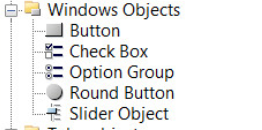 Windows Objects
Button
Check Box
Option Group
Round Button
Slider Object